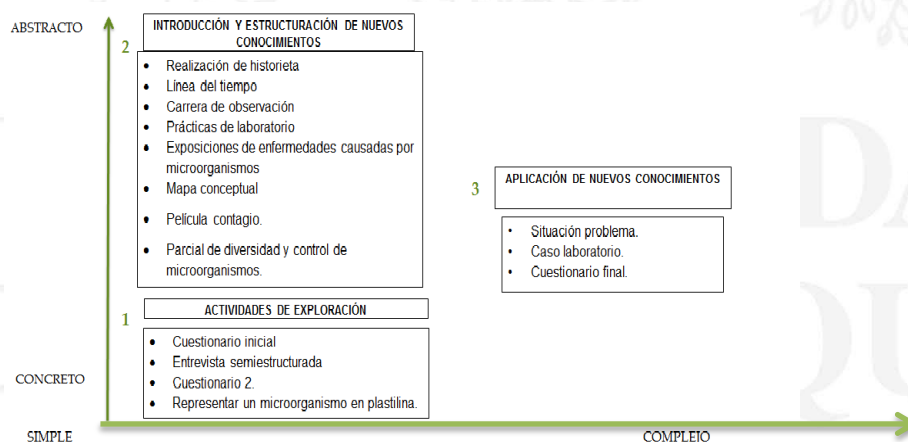 ABSTRACTO
2
INTRODUCCIÓN Y ESTRUCTURACIÓN DE NUEVOS
CONOCIMIENTOS
• Realización de historieta
• Línea del tiempo
• Carrera de observación
• Prácticas de laboratorio
• Exposiciones de enfermedades causadas por
microorganismos
• Mapa conceptual
• Película contagio.
• Parcial de diversidad y control de
microorganismos.
3
APLICACIÓN DE NUEVOS CONOCIMIENTOS
• Situación problema.
• Caso laboratorio.
• Cuestionario final.
1
ACTIVIDADES DE EXPLORACIÓN
• Cuestionario inicial
• Entrevista semiestructurada
• Cuestionario 2.
• Representar un microorganismo en plastilina.
CONCRETO
SIMPLE
COMPLEJO